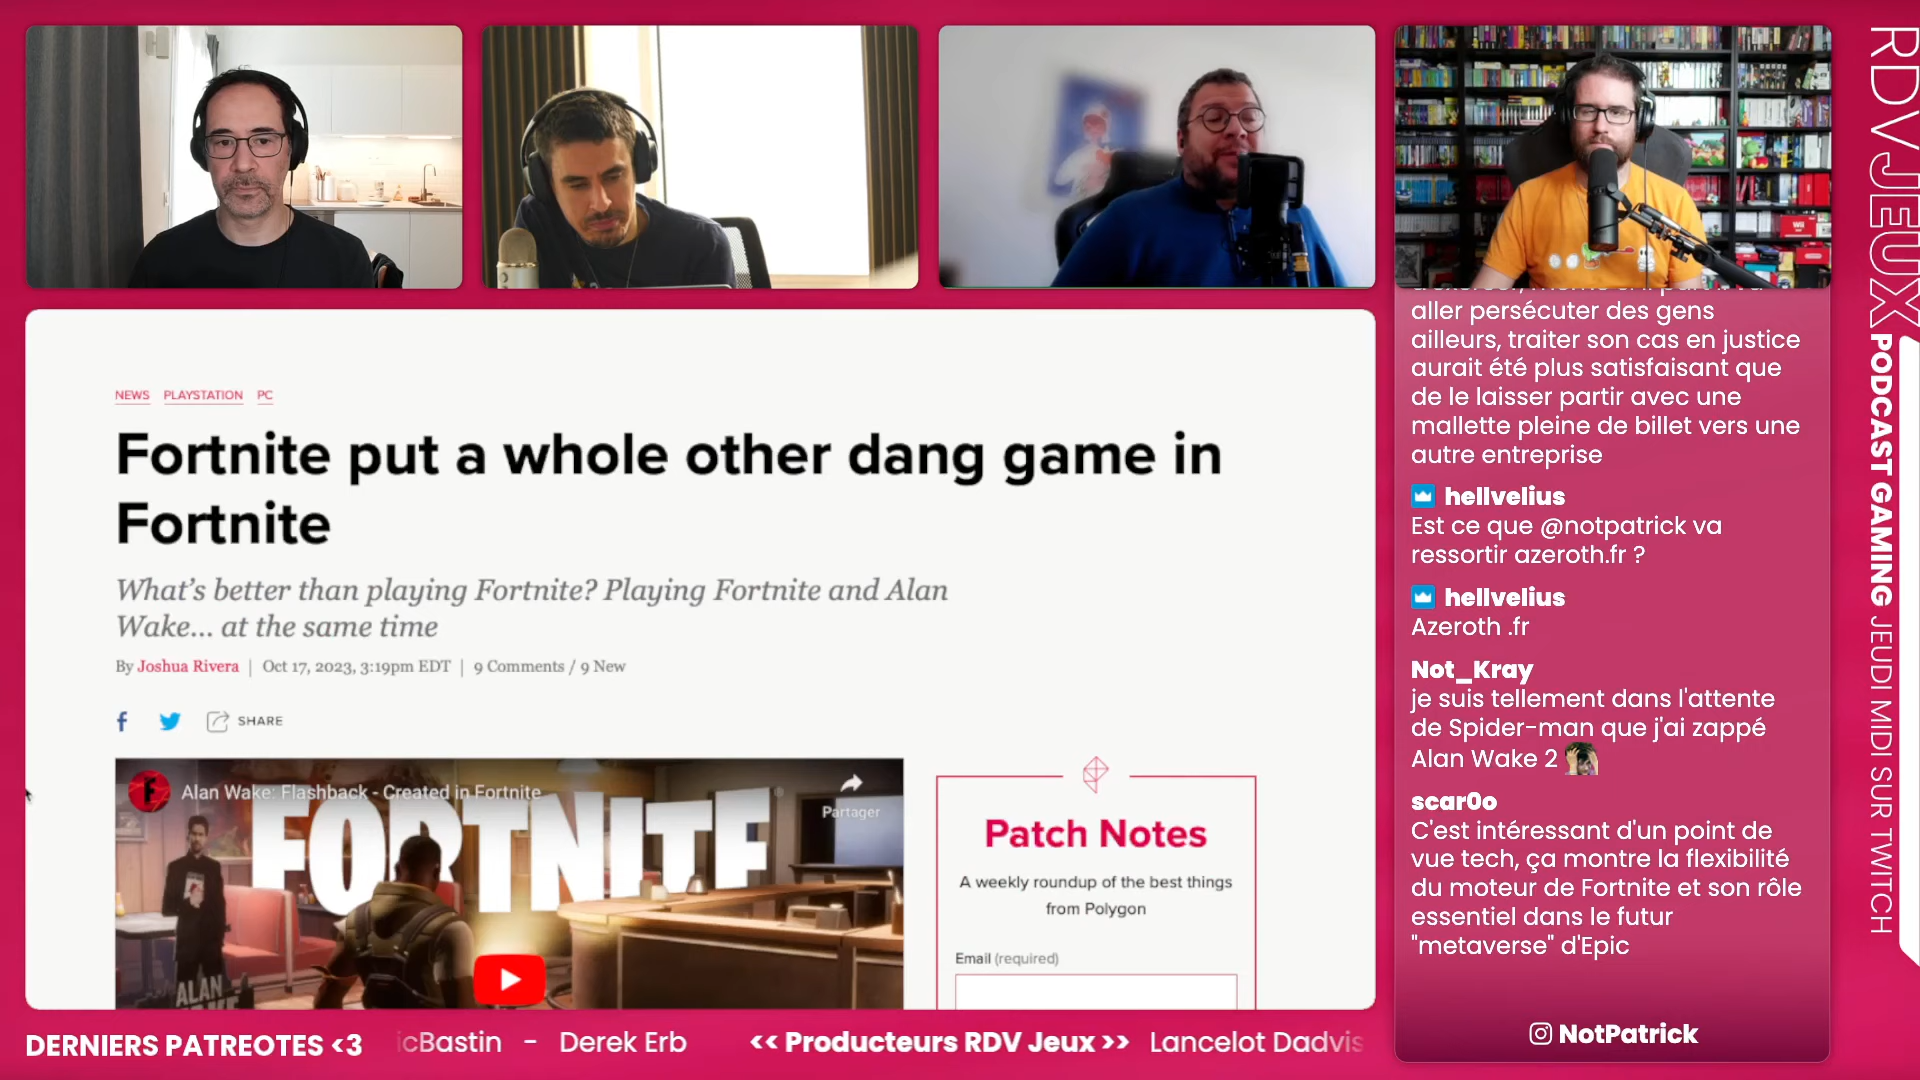 NEWS PLAYSTATION PC
Fortnite put a whole other dang game in
Fortnite
What's better than playing Fortnite? Playing Fortnite and Alan
Wake... at the same time
By Joshua Rivera | Oct 17, 2023, 3:19pm EDT | 9 Comments / 9 New
SHARE
Alan Wake: Flashback - Created in Fortnite
Partager
FORTNITE
ALAN
Patch Notes
A weekly roundup of the best things
from Polygon
Email (required)
aller persécuter des gens
ailleurs, traiter son cas en justice
aurait été plus satisfaisant que
de le laisser partir avec une
mallette pleine de billet vers une
autre entreprise
hellvelius
Est ce que @notpatrick va
ressortir azeroth.fr ?
hellvelius
Azeroth .fr
Not_Kray
je suis tellement dans l'attente
de Spider-man que j'ai zappé
Alan Wake 2
scar0o
C'est intéressant d'un point de
vue tech, ça montre la flexibilité
du moteur de Fortnite et son rôle
essentiel dans le futur
"metaverse" d'Epic
NotPatrick
RDV JEUX PODCAST GAMING JEUDI MIDI SUR TWITCH
DERNIERS PATREOTES <3 icBastin - Derek Erb << Producteurs RDV Jeux >> Lancelot Dadvis
Wii